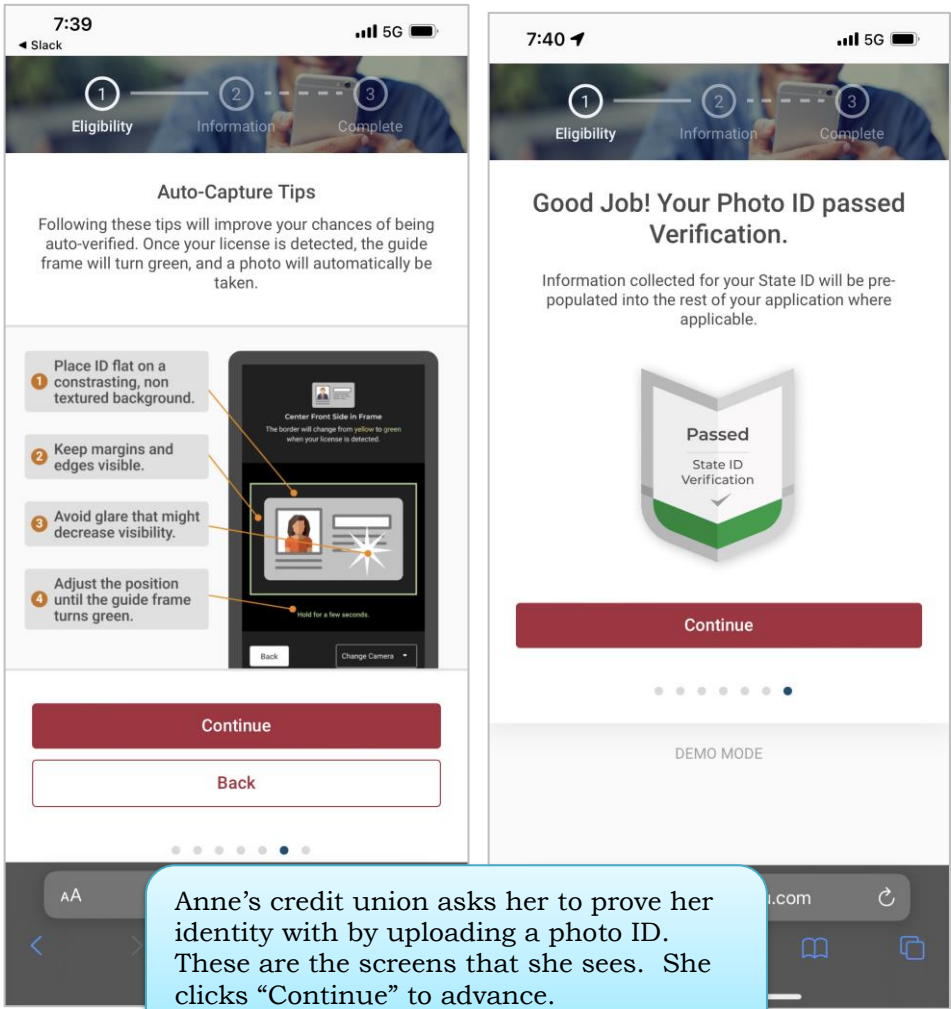 7:39
◄ Slack
5G
1
2
3
Eligibility
Information
Complete
Auto-Capture Tips
Following these tips will improve your chances of being
auto-verified. Once your license is detected, the guide
frame will turn green, and a photo will automatically be
taken.
1 Place ID flat on a
constrasting, non
textured background.
2 Keep margins and
edges visible.
3 Avoid glare that might
decrease visibility.
4 Adjust the position
until the guide frame
turns green.
Center Front Side in Frame
The border will change from yellow to green
when your license is detected.
Hold for a few seconds.
Back
Change Camera
Continue
Back
AA
7:40
5G
1
2
3
Eligibility
Information
Complete
Good Job! Your Photo ID passed
Verification.
Information collected for your State ID will be pre-
populated into the rest of your application where
applicable.
Passed
State ID
Verification
Continue
DEMO MODE
.com
Anne’s credit union asks her to prove her
identity with by uploading a photo ID.
These are the screens that she sees.  She
clicks “Continue” to advance.